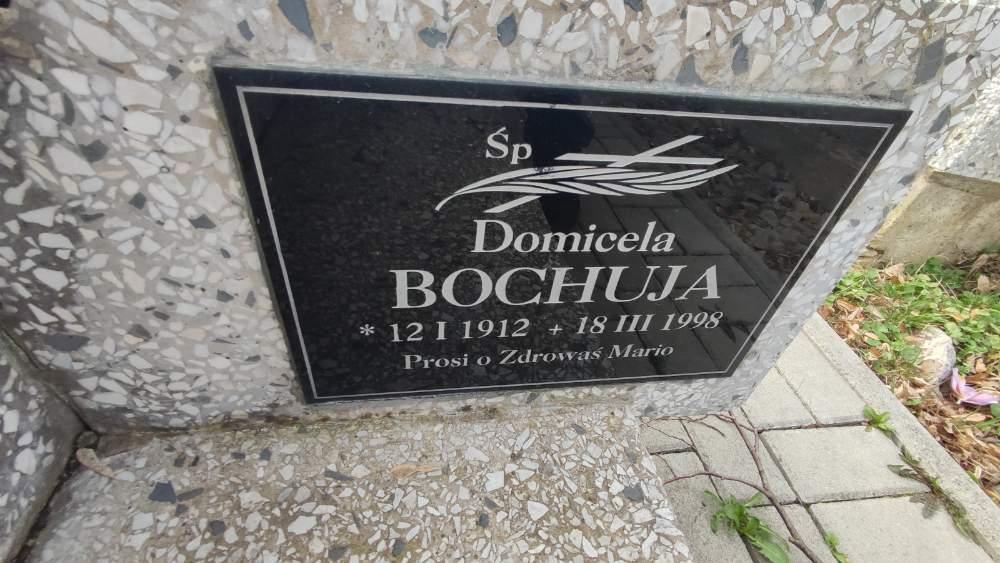 Śp
Domicela
BOCHUJA
* 12 I 1912 + 18 III 1998
Prosi o Zdrowaś Mario